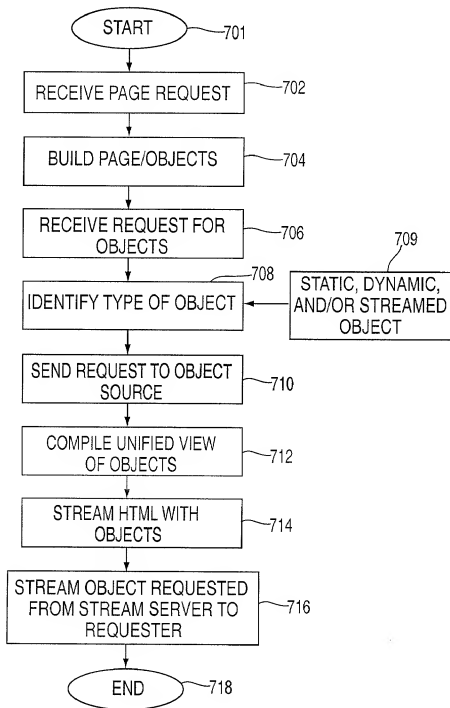 START
701
RECEIVE PAGE REQUEST
702
BUILD PAGE/OBJECTS
704
RECEIVE REQUEST FOR
OBJECTS
706
708
IDENTIFY TYPE OF OBJECT
709
STATIC, DYNAMIC,
AND/OR STREAMED
OBJECT
SEND REQUEST TO OBJECT
SOURCE
710
COMPILE UNIFIED VIEW
OF OBJECTS
712
STREAM HTML WITH
OBJECTS
714
STREAM OBJECT REQUESTED
FROM STREAM SERVER TO
REQUESTER
716
END
718